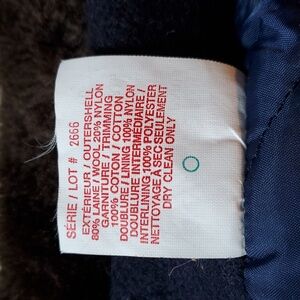 SÉRIE / LOT # 2666
EXTÉRIEUR / OUTERSHELL
80% LAINE / WOOL 20% NYLON
GARNITURE / TRIMMING
100% COTON / COTTON
DOUBLURE / LINING 100% NYLON
DOUBLURE INTERMÉDIAIRE /
INTERLINING 100% POLYESTER
NETTOYAGE À SEC SEULEMENT
DRY CLEAN ONLY